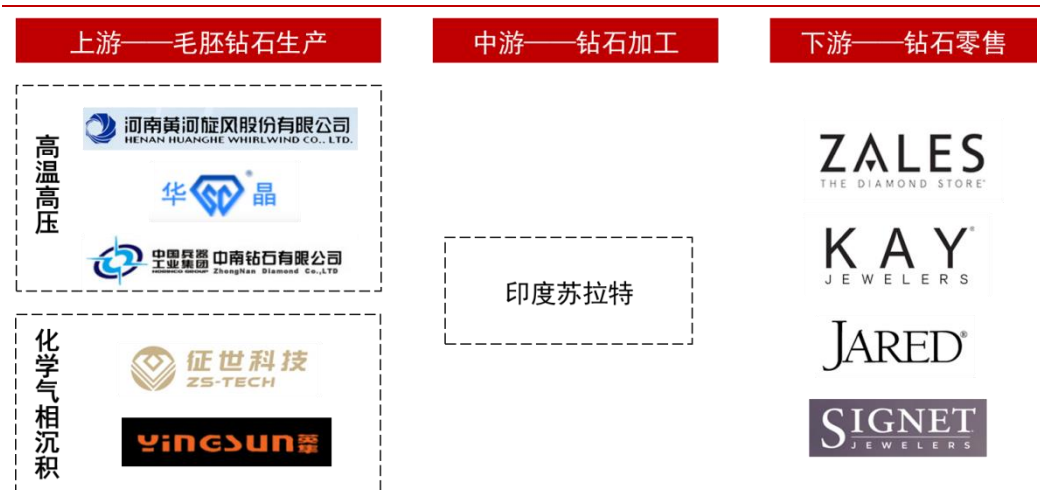 上游——毛胚钻石生产
中游——钻石加工
下游——钻石零售
高温高压
河南黄河旋风股份有限公司
HENAN HUANGHE WHIRLWIND CO., LTD.
华 晶
中国兵器
工业集团
NORINCO GROUP
中南钻石有限公司
ZhongNan Diamond Co.,LTD
化学气相沉积
征世科技
ZS-TECH
YINGSUN
印度苏拉特
ZALES
THE DIAMOND STORE®
KAY®
JEWELERS
JARED®
SIGNET
JEWELERS